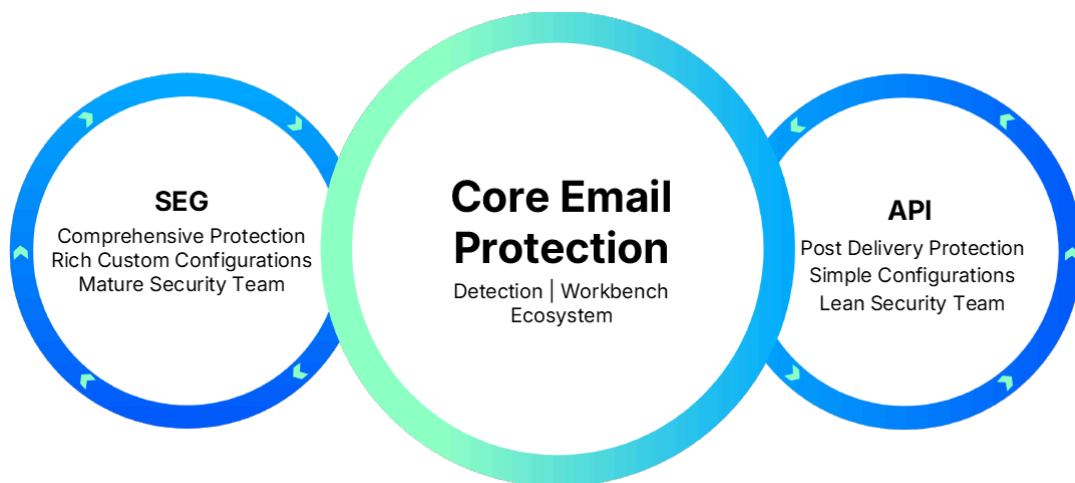 SEG
Comprehensive Protection
Rich Custom Configurations
Mature Security Team
Core Email
Protection
Detection | Workbench
Ecosystem
API
Post Delivery Protection
Simple Configurations
Lean Security Team